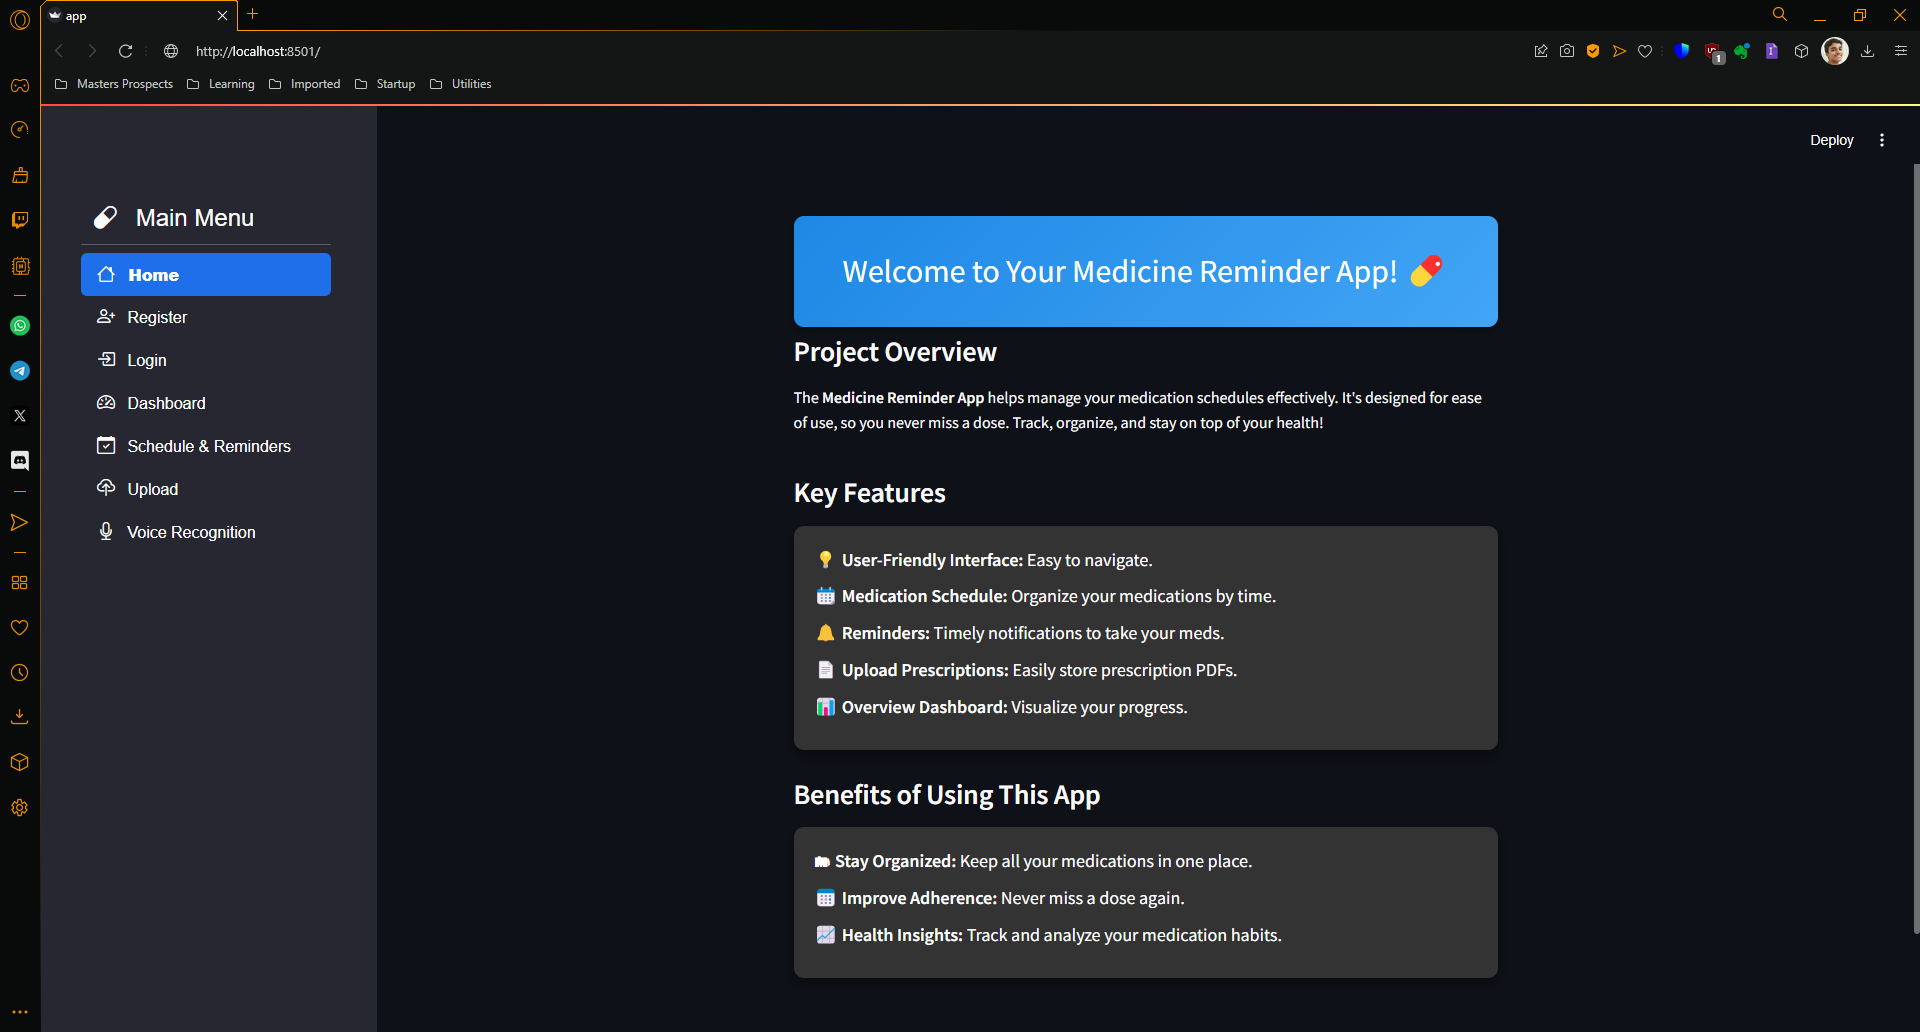 app
http://localhost:8501/
1
Masters Prospects
Learning
Imported
Startup
Utilities
Deploy
Main Menu
Home
Register
Login
Dashboard
Schedule & Reminders
Upload
Voice Recognition
Welcome to Your Medicine Reminder App!
Project Overview
The Medicine Reminder App helps manage your medication schedules effectively. It's designed for ease
of use, so you never miss a dose. Track, organize, and stay on top of your health!
Key Features
User-Friendly Interface: Easy to navigate.
Medication Schedule: Organize your medications by time.
Reminders: Timely notifications to take your meds.
Upload Prescriptions: Easily store prescription PDFs.
Overview Dashboard: Visualize your progress.
Benefits of Using This App
Stay Organized: Keep all your medications in one place.
Improve Adherence: Never miss a dose again.
Health Insights: Track and analyze your medication habits.